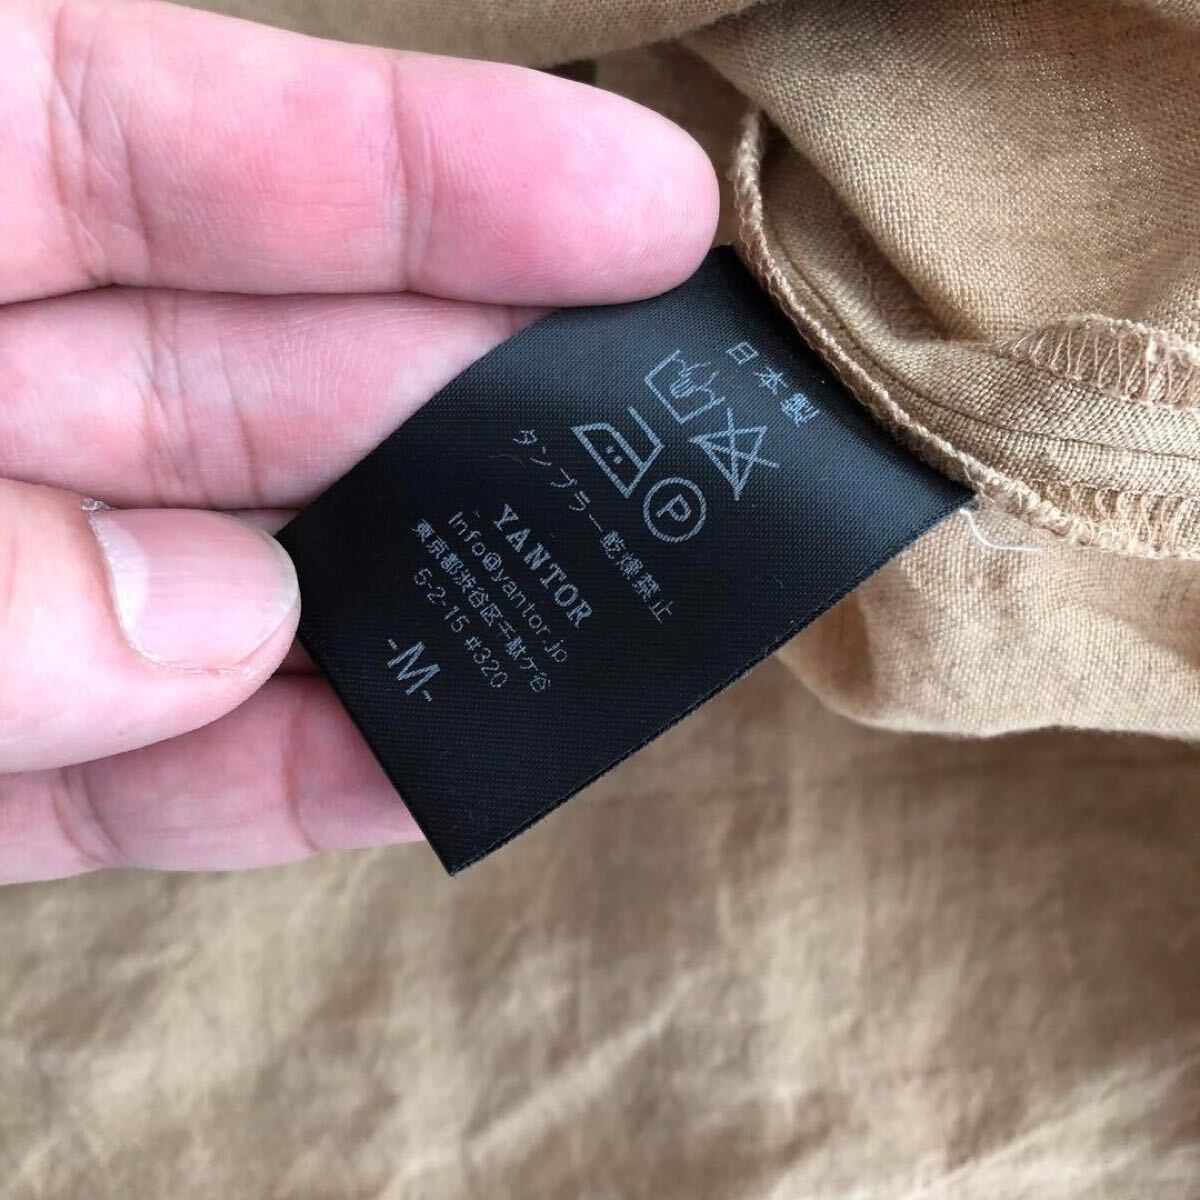 日本製
P
タンブラー乾燥禁止
YANTOR
info@yantor.jp
東京都渋谷区千駄ケ谷
5-2-15 #320
-M-